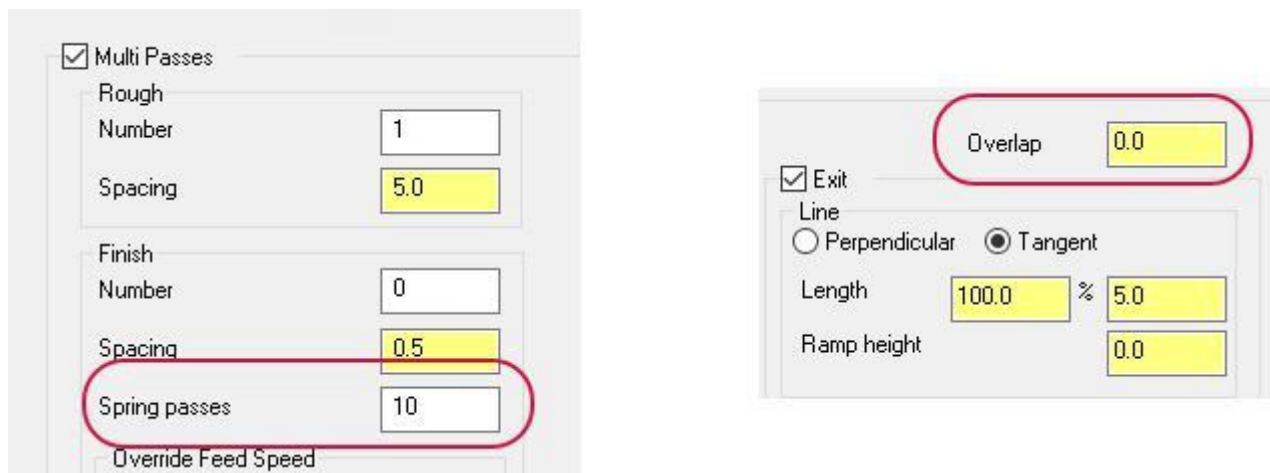 Multi Passes
Rough
Number 1
Spacing 5.0
Finish
Number 0
Spacing 0.5
Spring passes 10
Override Feed Speed
Overlap 0.0
Exit
Line
Perpendicular Tangent
Length 100.0 % 5.0
Ramp height 0.0